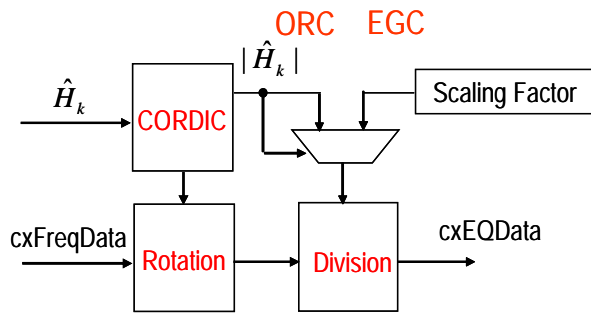 ORC EGC
|Ĥₖ|
Ĥₖ
CORDIC
Scaling Factor
cxFreqData
Rotation
Division
cxEQData